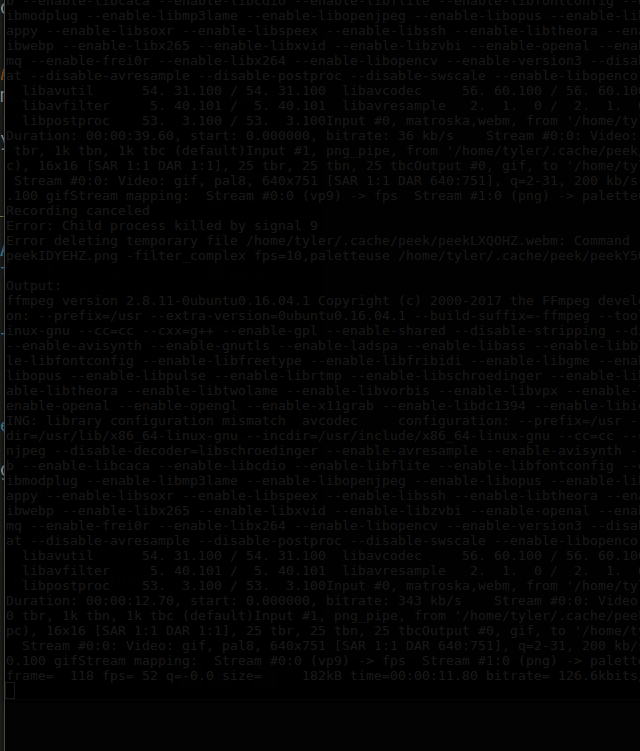 p --enable-libcaca --enable-libcdio --enable-libflite --enable-libfontconfig --
ibmodplug --enable-libmp3lame --enable-libopenjpeg --enable-libopus --enable-li
appy --enable-libsoxr --enable-libspeex --enable-libssh --enable-libtheora --en
ibwebp --enable-libx265 --enable-libxvid --enable-libzvbi --enable-openal --ena
mq --enable-frei0r --enable-libx264 --enable-libopencv --enable-version3 --disa
at --disable-avresample --disable-postproc --disable-swscale --enable-libopenco
libavutil 54. 31.100 / 54. 31.100 libavcodec 56. 60.100 / 56. 60.100
libavfilter 5. 40.101 / 5. 40.101 libavresample 2. 1. 0 / 2. 1.
libpostproc 53. 3.100 / 53. 3.100Input #0, matroska,webm, from '/home/ty
Duration: 00:00:39.60, start: 0.000000, bitrate: 36 kb/s Stream #0:0: Video:
tbr, 1k tbn, 1k tbc (default)Input #1, png_pipe, from '/home/tyler/.cache/peek
c), 16x16 [SAR 1:1 DAR 1:1], 25 tbr, 25 tbn, 25 tbcOutput #0, gif, to '/home/ty
Stream #0:0: Video: gif, pal8, 640x751 [SAR 1:1 DAR 640:751], q=2-31, 200 kb/s
.100 gifStream mapping: Stream #0:0 (vp9) -> fps Stream #1:0 (png) -> palette
Recording canceled
Error: Child process killed by signal 9
Error deleting temporary file /home/tyler/.cache/peek/peekLXQOHZ.webm: Command
peekIDYEHZ.png -filter_complex fps=10,paletteuse /home/tyler/.cache/peek/peekY5
Output:
ffmpeg version 2.8.11-0ubuntu0.16.04.1 Copyright (c) 2000-2017 the FFmpeg devel
on: --prefix=/usr --extra-version=0ubuntu0.16.04.1 --build-suffix=-ffmpeg --too
inux-gnu --cc=cc --cxx=g++ --enable-gpl --enable-shared --disable-stripping --d
--enable-avisynth --enable-gnutls --enable-ladspa --enable-libass --enable-libb
le-libfontconfig --enable-libfreetype --enable-libfribidi --enable-libgme --ena
libopus --enable-libpulse --enable-librtmp --enable-libschroedinger --enable-li
able-libtheora --enable-libtwolame --enable-libvorbis --enable-libvpx --enable-
enable-openal --enable-opengl --enable-x11grab --enable-libdc1394 --enable-libi
ING: library configuration mismatch avcodec configuration: --prefix=/usr
dir=/usr/lib/x86_64-linux-gnu --incdir=/usr/include/x86_64-linux-gnu --cc=cc --
njpeg --disable-decoder=libschroedinger --enable-avresample --enable-avisynth -
p --enable-libcaca --enable-libcdio --enable-libflite --enable-libfontconfig --
ibmodplug --enable-libmp3lame --enable-libopenjpeg --enable-libopus --enable-li
appy --enable-libsoxr --enable-libspeex --enable-libssh --enable-libtheora --en
ibwebp --enable-libx265 --enable-libxvid --enable-libzvbi --enable-openal --ena
mq --enable-frei0r --enable-libx264 --enable-libopencv --enable-version3 --disa
at --disable-avresample --disable-postproc --disable-swscale --enable-libopenco
libavutil 54. 31.100 / 54. 31.100 libavcodec 56. 60.100 / 56. 60.100
libavfilter 5. 40.101 / 5. 40.101 libavresample 2. 1. 0 / 2. 1.
libpostproc 53. 3.100 / 53. 3.100Input #0, matroska,webm, from '/home/ty
Duration: 00:00:12.70, start: 0.000000, bitrate: 343 kb/s Stream #0:0: Video
0 tbr, 1k tbn, 1k tbc (default)Input #1, png_pipe, from '/home/tyler/.cache/pee
pc), 16x16 [SAR 1:1 DAR 1:1], 25 tbr, 25 tbn, 25 tbcOutput #0, gif, to '/home/t
Stream #0:0: Video: gif, pal8, 640x751 [SAR 1:1 DAR 640:751], q=2-31, 200 kb/
0.100 gifStream mapping: Stream #0:0 (vp9) -> fps Stream #1:0 (png) -> palett
frame= 118 fps= 52 q=-0.0 size= 182kB time=00:00:11.80 bitrate= 126.6kbits